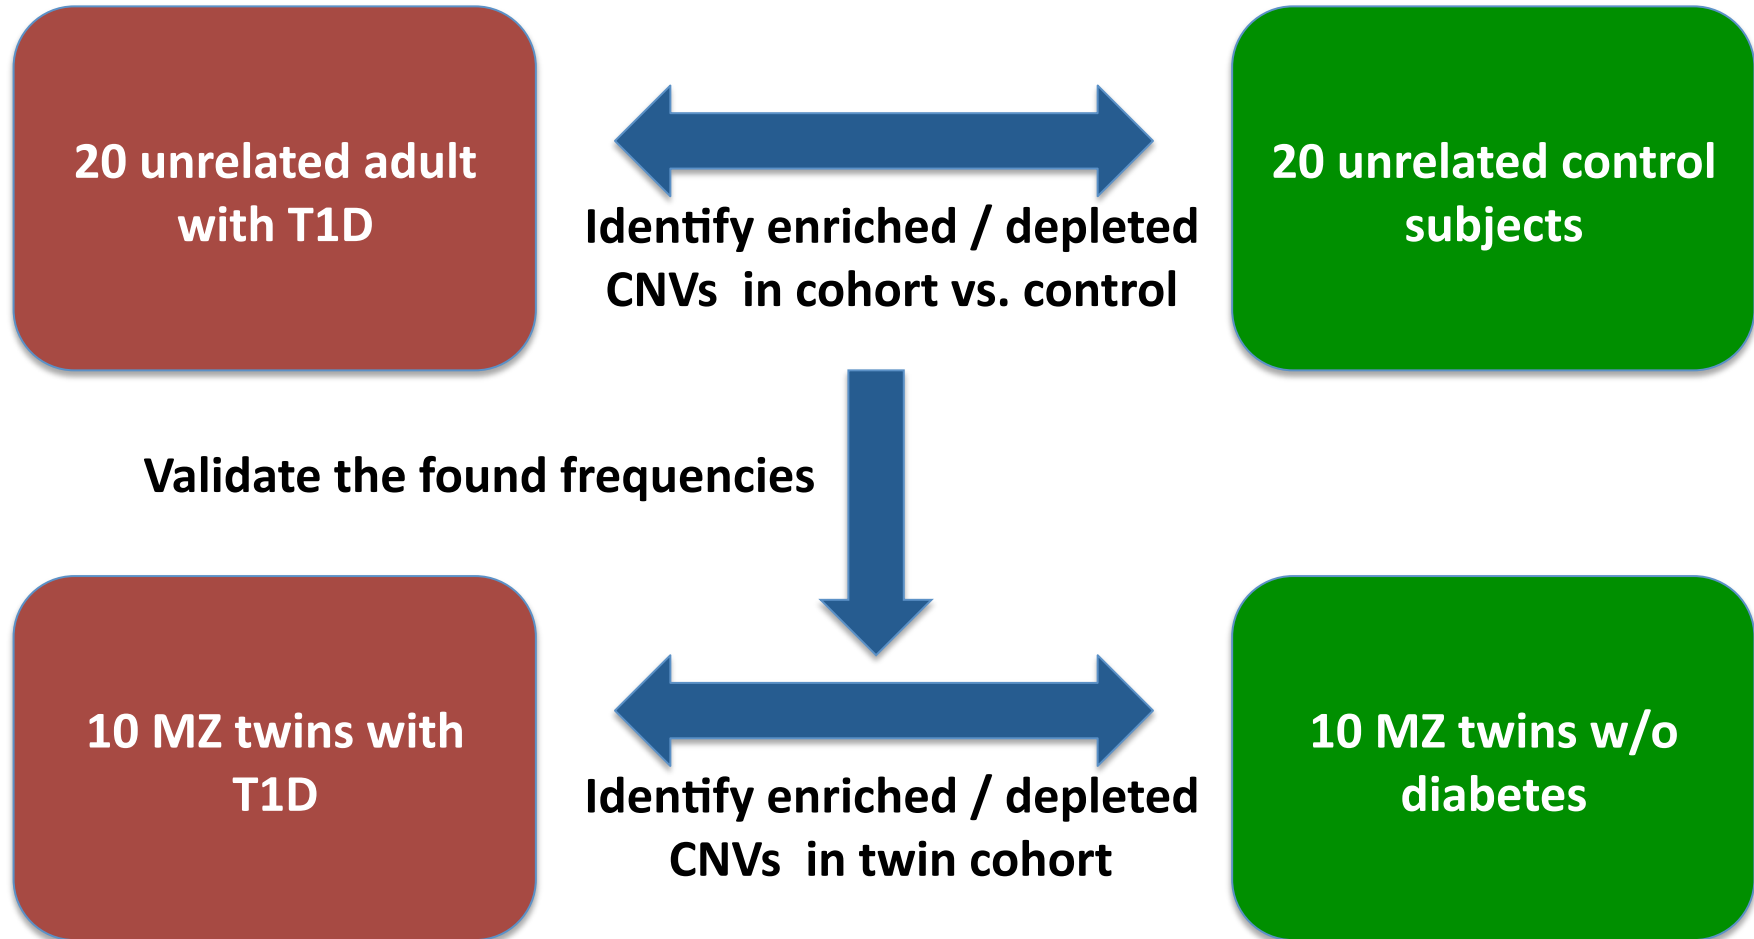 20 unrelated adult
with T1D
Identify enriched / depleted
CNVs in cohort vs. control
20 unrelated control
subjects
Validate the found frequencies
10 MZ twins with
T1D
Identify enriched / depleted
CNVs in twin cohort
10 MZ twins w/o
diabetes